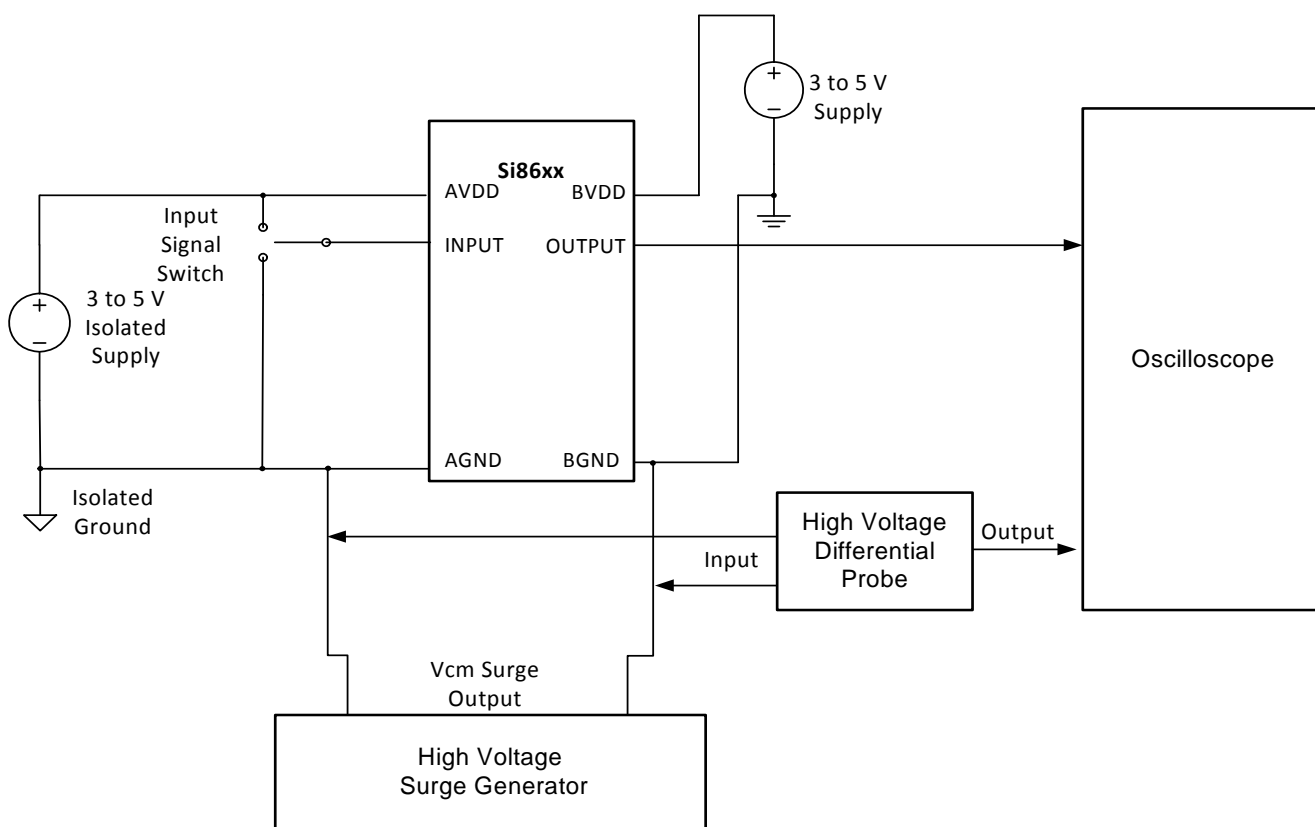 3 to 5 V
Supply
Si86xx
AVDD
BVDD
Input
Signal
Switch
INPUT
OUTPUT
3 to 5 V
Isolated
Supply
Oscilloscope
AGND
BGND
Isolated
Ground
High Voltage
Differential
Probe
Input
Output
Vcm Surge
Output
High Voltage
Surge Generator
+
−
+
−